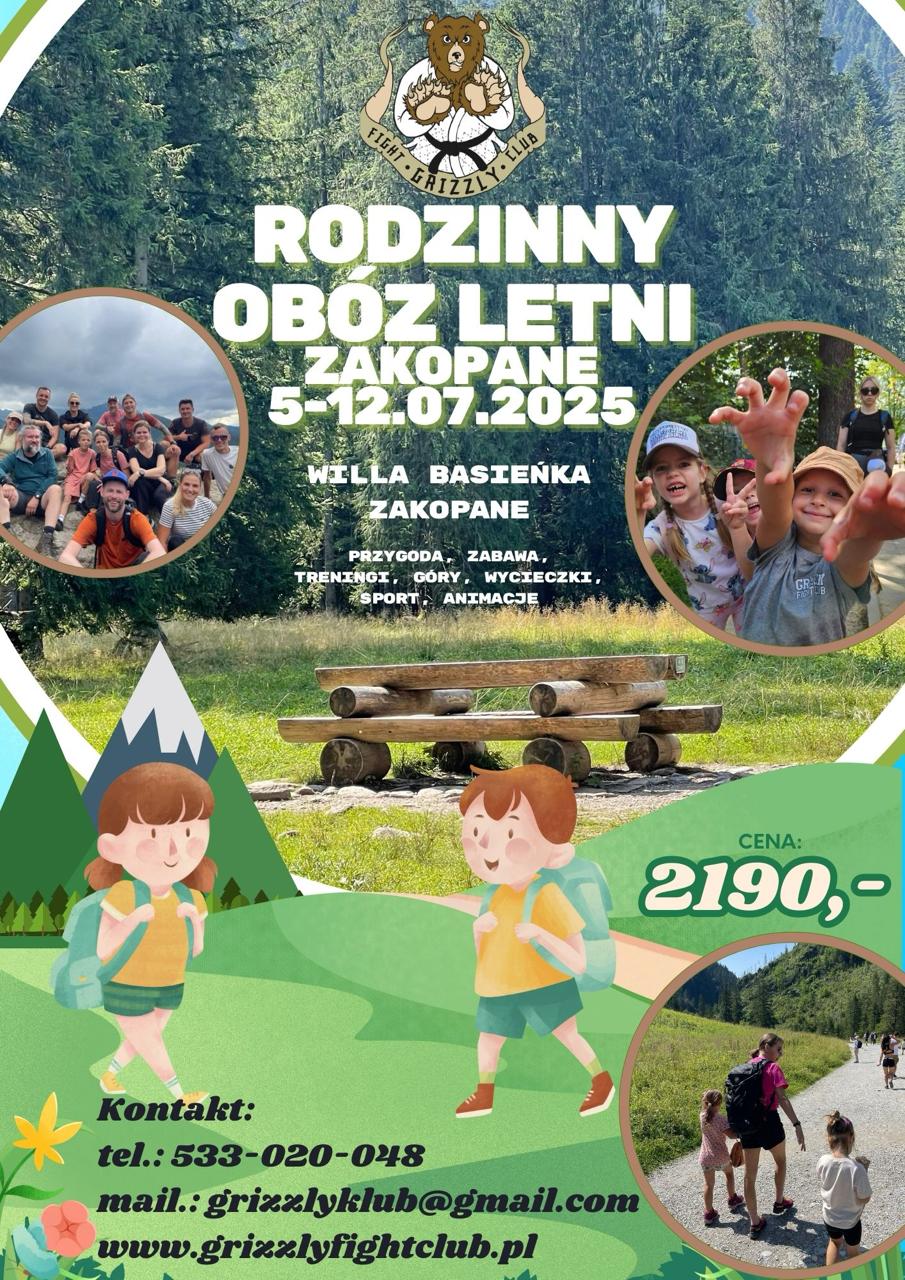 FIGHT • GRIZZLY • CLUB
RODZINNY
OBÓZ LETNI
ZAKOPANE
5-12.07.2025
WILLA BASIEŃKA
ZAKOPANE
PRZYGODA, ZABAWA,
TRENINGI, GÓRY, WYCIECZKI,
SPORT, ANIMACJE
CENA:
2190,-
Kontakt:
tel.: 533-020-048
mail.: grizzlyklub@gmail.com
www.grizzlyfightclub.pl